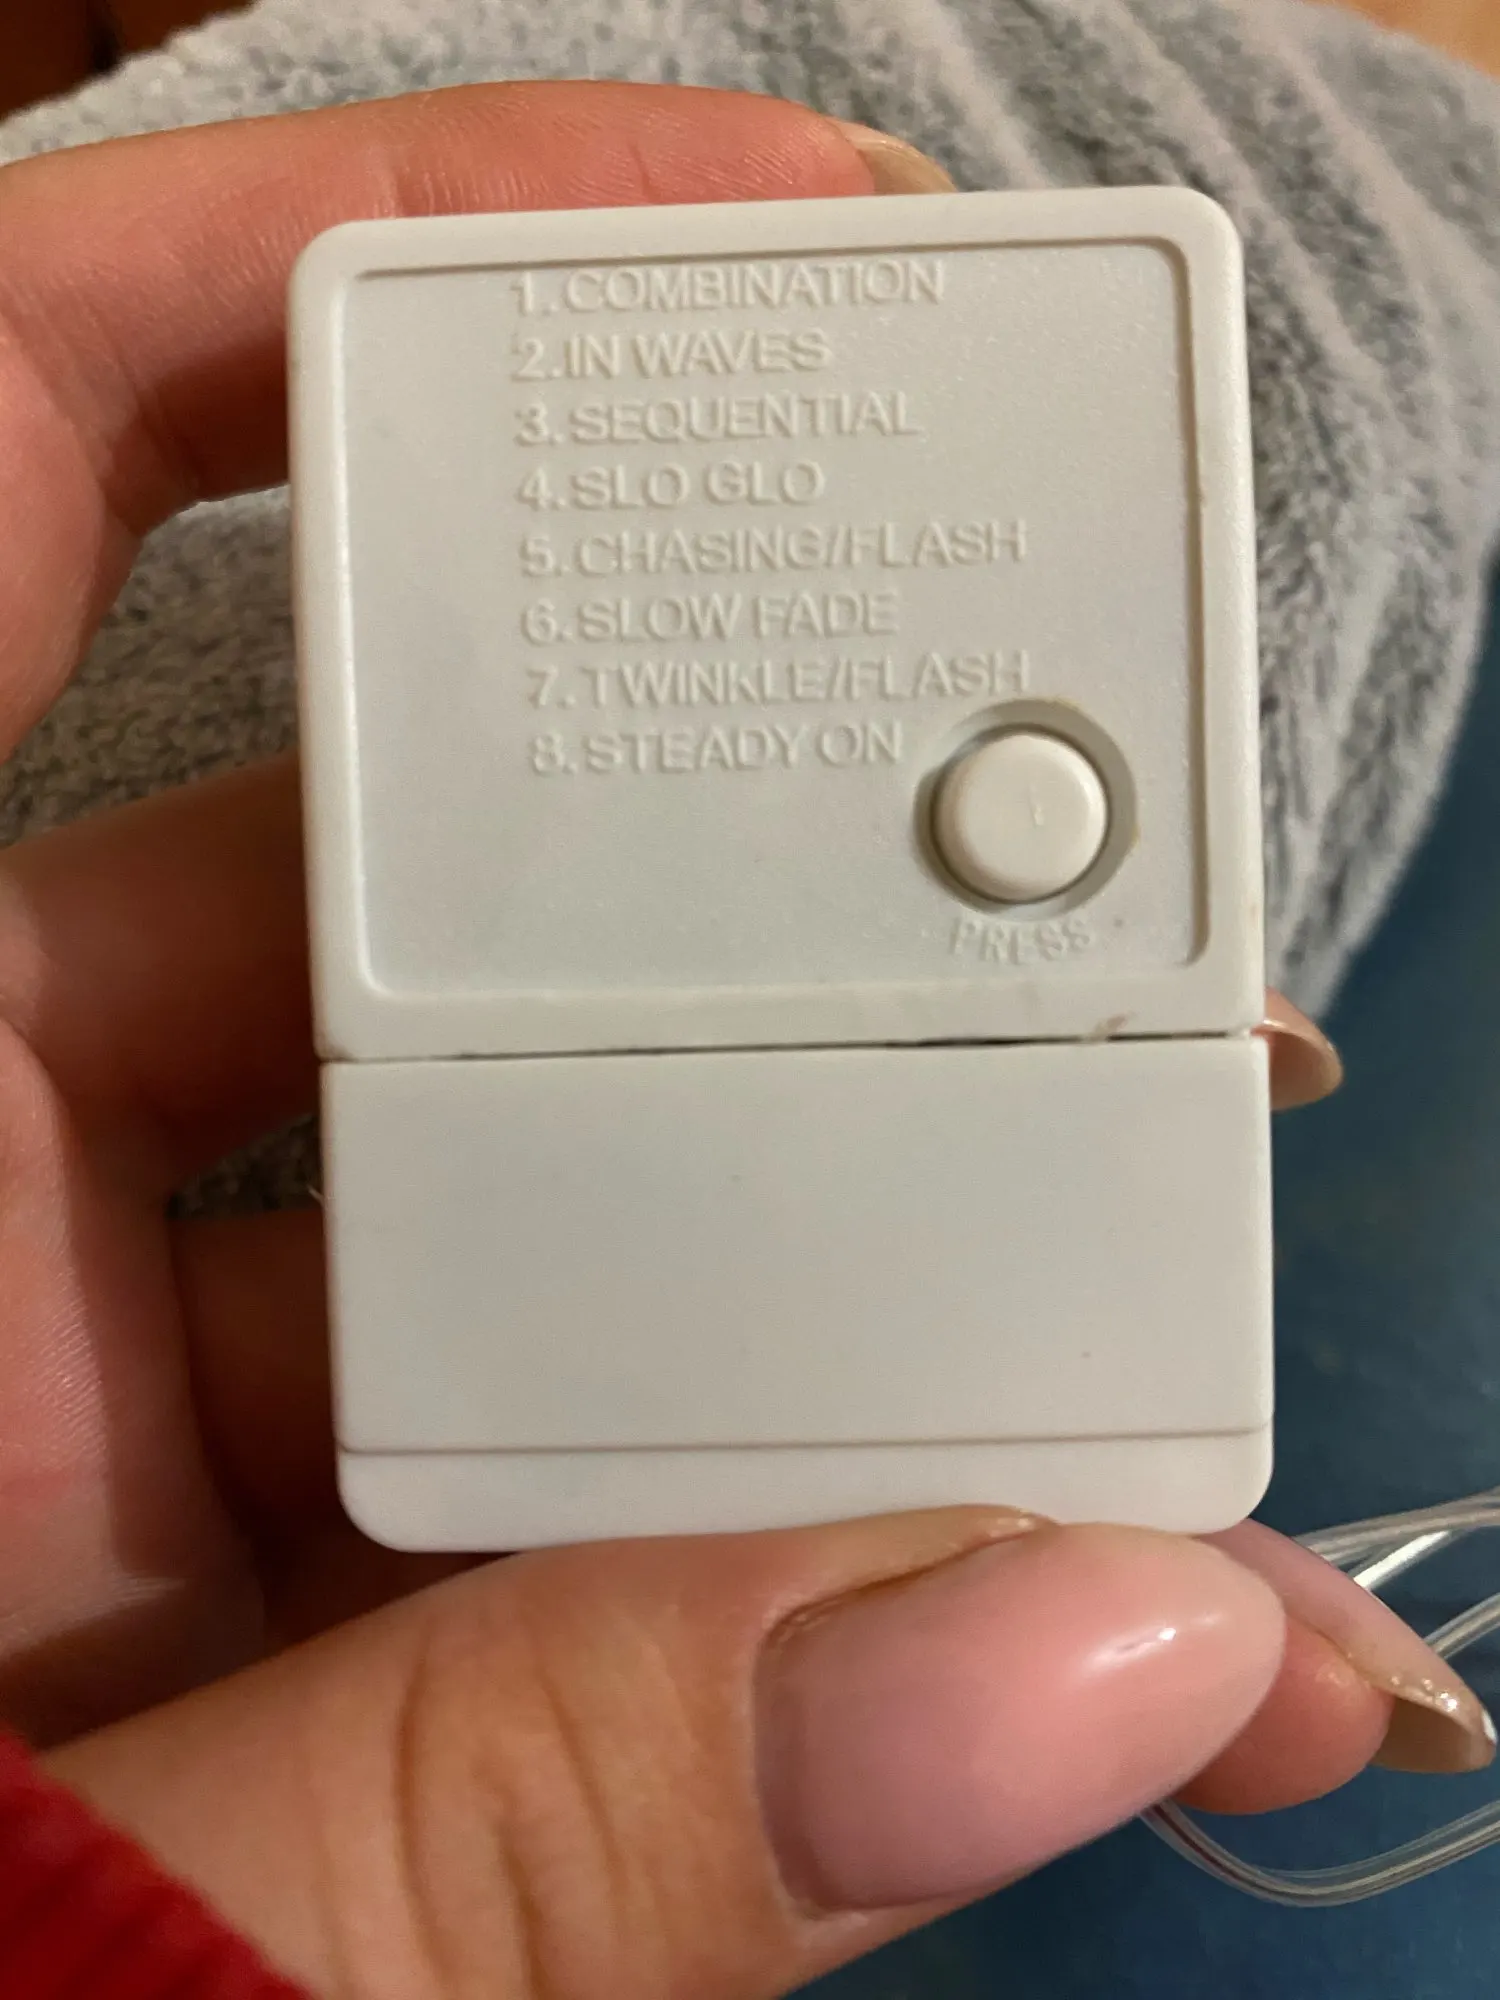 1. COMBINATION
2. IN WAVES
3. SEQUENTIAL
4. SLO GLO
5. CHASING/FLASH
6. SLOW FADE
7. TWINKLE/FLASH
8. STEADY ON
PRESS